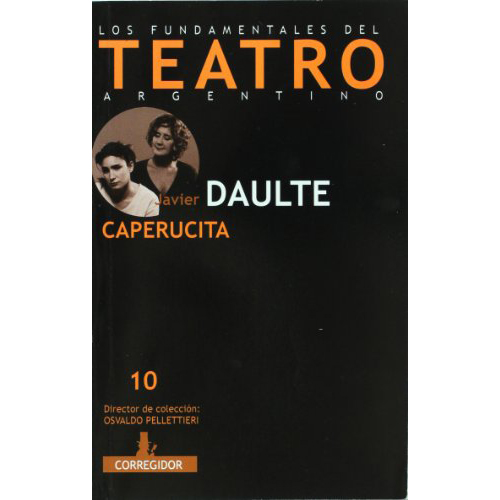 LOS FUNDAMENTALES DEL
TEATRO
ARGENTINO
Javier DAULTE
CAPERUCITA
10
Director de colección:
OSVALDO PELLETTIERI
CORREGIDOR